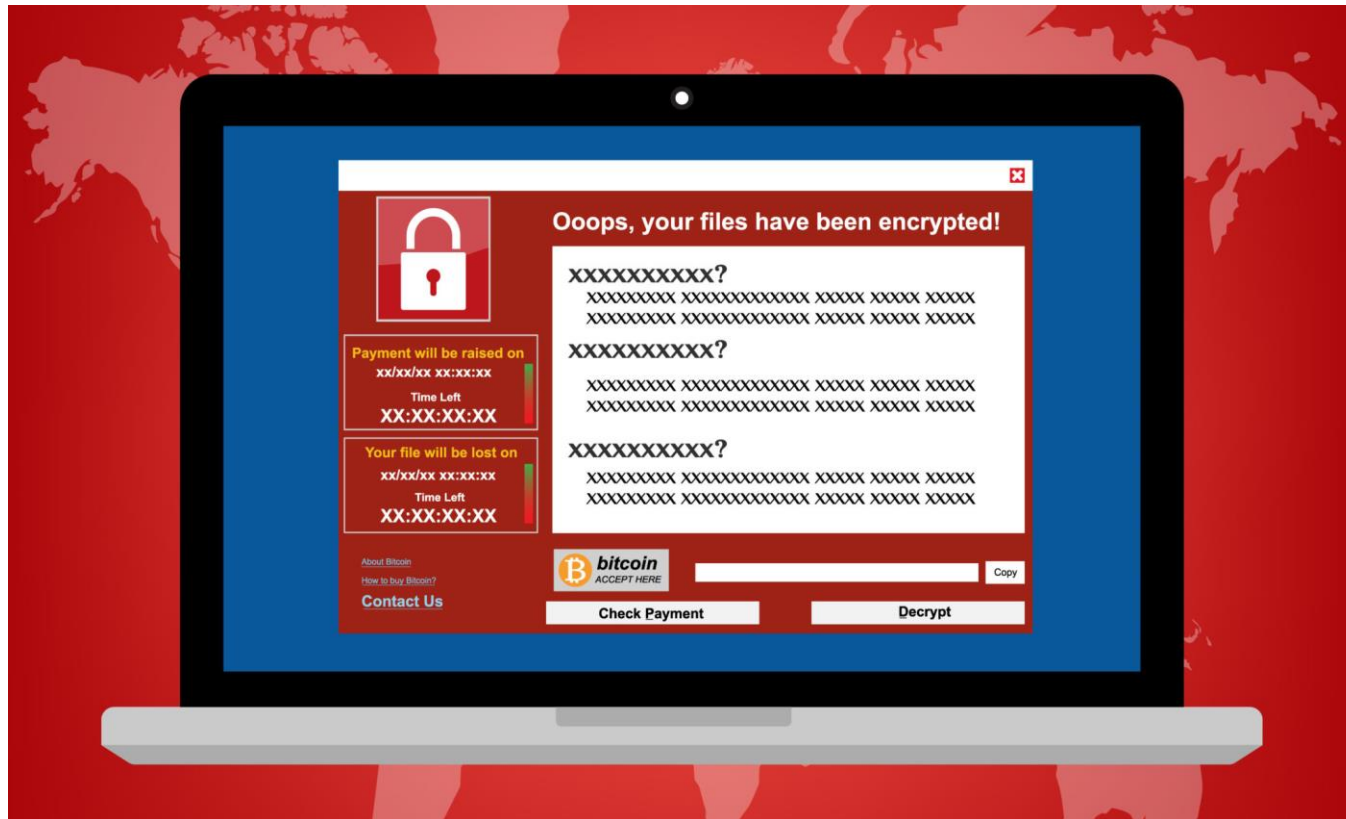 Ooops, your files have been encrypted!
xxxxxxxxxx?
xxxxxxxxx xxxxxxxxxxxxx xxxxx xxxxx xxxxx
xxxxxxxxx xxxxxxxxxxxxx xxxxx xxxxx xxxxx
xxxxxxxxxx?
xxxxxxxxx xxxxxxxxxxxxx xxxxx xxxxx xxxxx
xxxxxxxxx xxxxxxxxxxxxx xxxxx xxxxx xxxxx
xxxxxxxxxx?
xxxxxxxxx xxxxxxxxxxxxx xxxxx xxxxx xxxxx
xxxxxxxxx xxxxxxxxxxxxx xxxxx xxxxx xxxxx
Payment will be raised on
xx/xx/xx xx:xx:xx
Time Left
XX:XX:XX:XX
Your file will be lost on
xx/xx/xx xx:xx:xx
Time Left
XX:XX:XX:XX
About Bitcoin
How to buy Bitcoin?
Contact Us
bitcoin
ACCEPT HERE
Copy
Check Payment
Decrypt